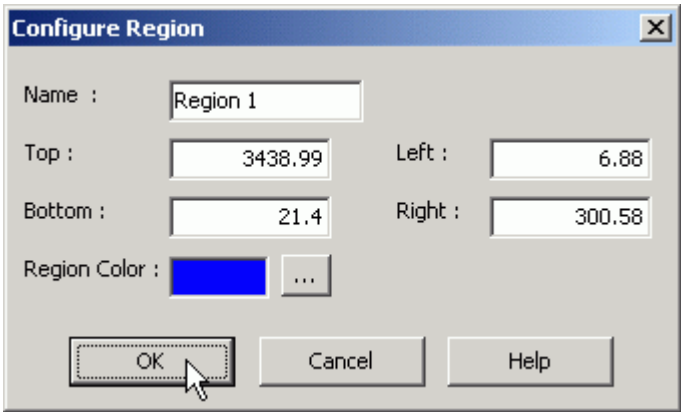 Configure Region
Name : Region 1
Top : 3438.99 Left : 6.88
Bottom : 21.4 Right : 300.58
Region Color : ...
OK Cancel Help